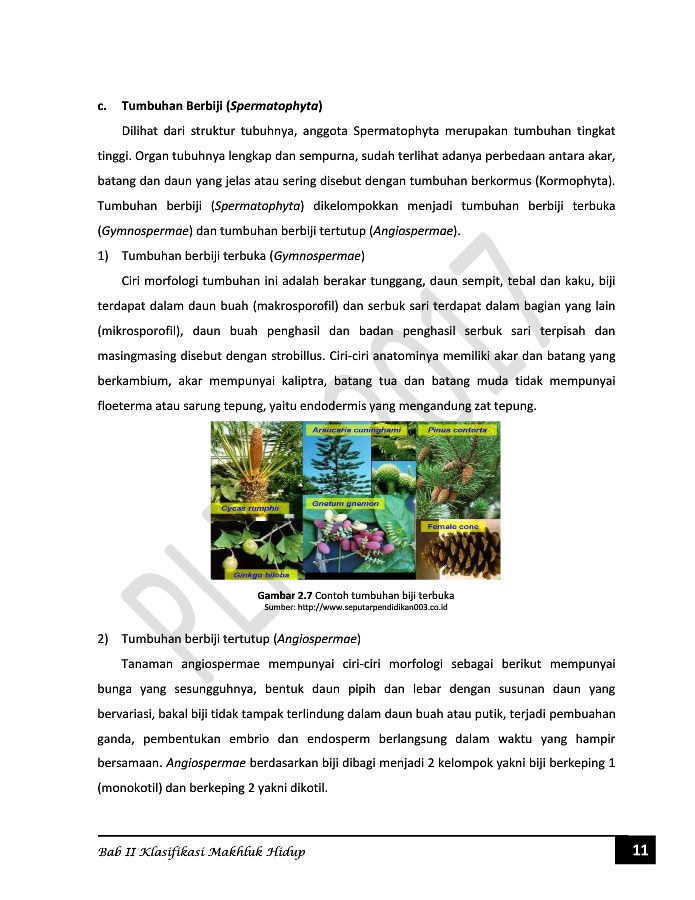 c. Tumbuhan Berbiji (Spermatophyta)
Dilihat dari struktur tubuhnya, anggota Spermatophyta merupakan tumbuhan tingkat
tinggi. Organ tubuhnya lengkap dan sempurna, sudah terlihat adanya perbedaan antara akar,
batang dan daun yang jelas atau sering disebut dengan tumbuhan berkormus (Kormophyta).
Tumbuhan berbiji (Spermatophyta) dikelompokkan menjadi tumbuhan berbiji terbuka
(Gymnospermae) dan tumbuhan berbiji tertutup (Angiospermae).
1) Tumbuhan berbiji terbuka (Gymnospermae)
Ciri morfologi tumbuhan ini adalah berakar tunggang, daun sempit, tebal dan kaku, biji
terdapat dalam daun buah (makrosporofil) dan serbuk sari terdapat dalam bagian yang lain
(mikrosporofil), daun buah penghasil dan badan penghasil serbuk sari terpisah dan
masingmasing disebut dengan strobillus. Ciri-ciri anatominya memiliki akar dan batang yang
berkambium, akar mempunyai kaliptra, batang tua dan batang muda tidak mempunyai
floeterma atau sarung tepung, yaitu endodermis yang mengandung zat tepung.
Araucaria cuninghami
Pinus contorta
Cycas rumphii
Gnetum gnemon
Female cone
Ginkgo biloba
Gambar 2.7 Contoh tumbuhan biji terbuka
Sumber: http://www.seputarpendidikan003.co.id
2) Tumbuhan berbiji tertutup (Angiospermae)
Tanaman angiospermae mempunyai ciri-ciri morfologi sebagai berikut mempunyai
bunga yang sesungguhnya, bentuk daun pipih dan lebar dengan susunan daun yang
bervariasi, bakal biji tidak tampak terlindung dalam daun buah atau putik, terjadi pembuahan
ganda, pembentukan embrio dan endosperm berlangsung dalam waktu yang hampir
bersamaan. Angiospermae berdasarkan biji dibagi menjadi 2 kelompok yakni biji berkeping 1
(monokotil) dan berkeping 2 yakni dikotil.
Bab II Klasifikasi Makhluk Hidup
11